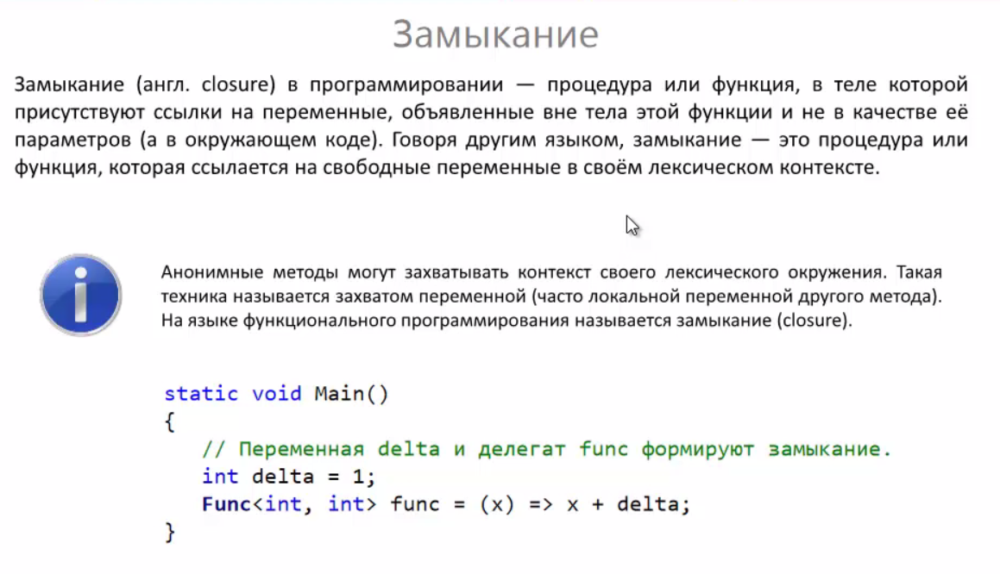 Замыкание
Замыкание (англ. closure) в программировании — процедура или функция, в теле которой
присутствуют ссылки на переменные, объявленные вне тела этой функции и не в качестве её
параметров (а в окружающем коде). Говоря другим языком, замыкание — это процедура или
функция, которая ссылается на свободные переменные в своём лексическом контексте.
Анонимные методы могут захватывать контекст своего лексического окружения. Такая
техника называется захватом переменной (часто локальной переменной другого метода).
На языке функционального программирования называется замыкание (closure).
static void Main()
{
// Переменная delta и делегат func формируют замыкание.
int delta = 1;
Func<int, int> func = (x) => x + delta;
}